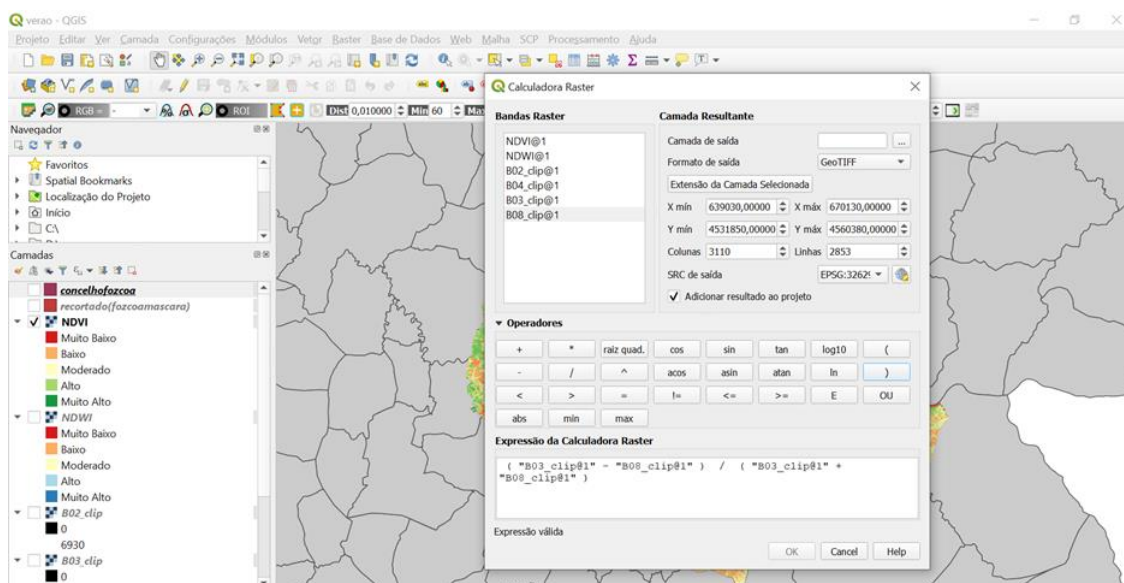 verao - QGIS
Projeto Editar Ver Camada Configurações Módulos Vetor Raster Base de Dados Web Malha SCP Processamento Ajuda
RGB = - ROI Dist 0,010000 Min 60 Max
Navegador
Favoritos
Spatial Bookmarks
Localização do Projeto
Início
C:\
Camadas
concelhofozcoa
recortado(fozcoamascara)
NDVI
Muito Baixo
Baixo
Moderado
Alto
Muito Alto
NDWI
Muito Baixo
Baixo
Moderado
Alto
Muito Alto
B02_clip
0
6930
B03_clip
0
Calculadora Raster
Bandas Raster
NDVI@1
NDWI@1
B02_clip@1
B04_clip@1
B03_clip@1
B08_clip@1
Camada Resultante
Camada de saída ...
Formato de saída GeoTIFF
Extensão da Camada Selecionada
X mín 639030,00000 X máx 670130,00000
Y mín 4531850,00000 Y máx 4560380,00000
Colunas 3110 Linhas 2853
SRC de saída EPSG:3262
Adicionar resultado ao projeto
Operadores
+ * raiz quad. cos sin tan log10 (
- / ^ acos asin atan ln )
< > = != <= >= E OU
abs min max
Expressão da Calculadora Raster
( "B03_clip@1" - "B08_clip@1" ) / ( "B03_clip@1" +
"B08_clip@1" )
Expressão válida
OK Cancel Help